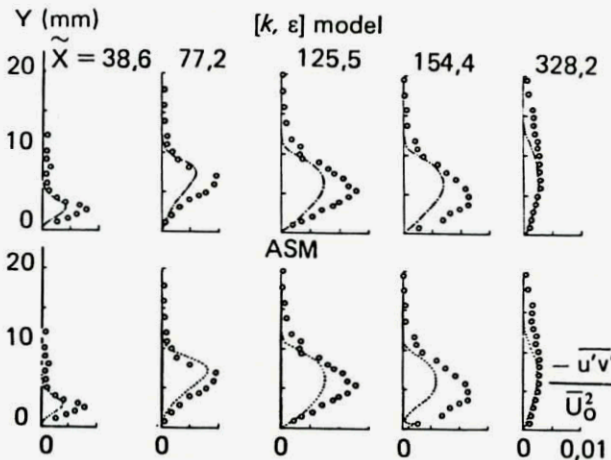 Y (mm)
[k, ε] model
X̃ = 38,6 77,2 125,5 154,4 328,2
20
10
0
ASM
20
10
0
− u′v′
U₀²
0 0 0 0 0 0,01